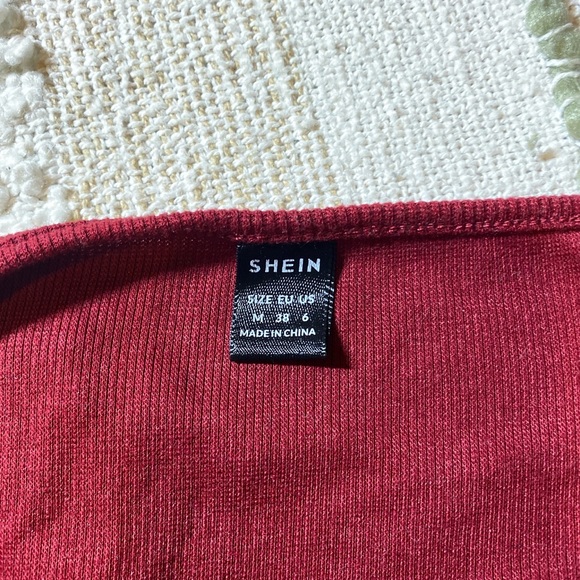 SHEIN
SIZE EU US
M 38 6
MADE IN CHINA